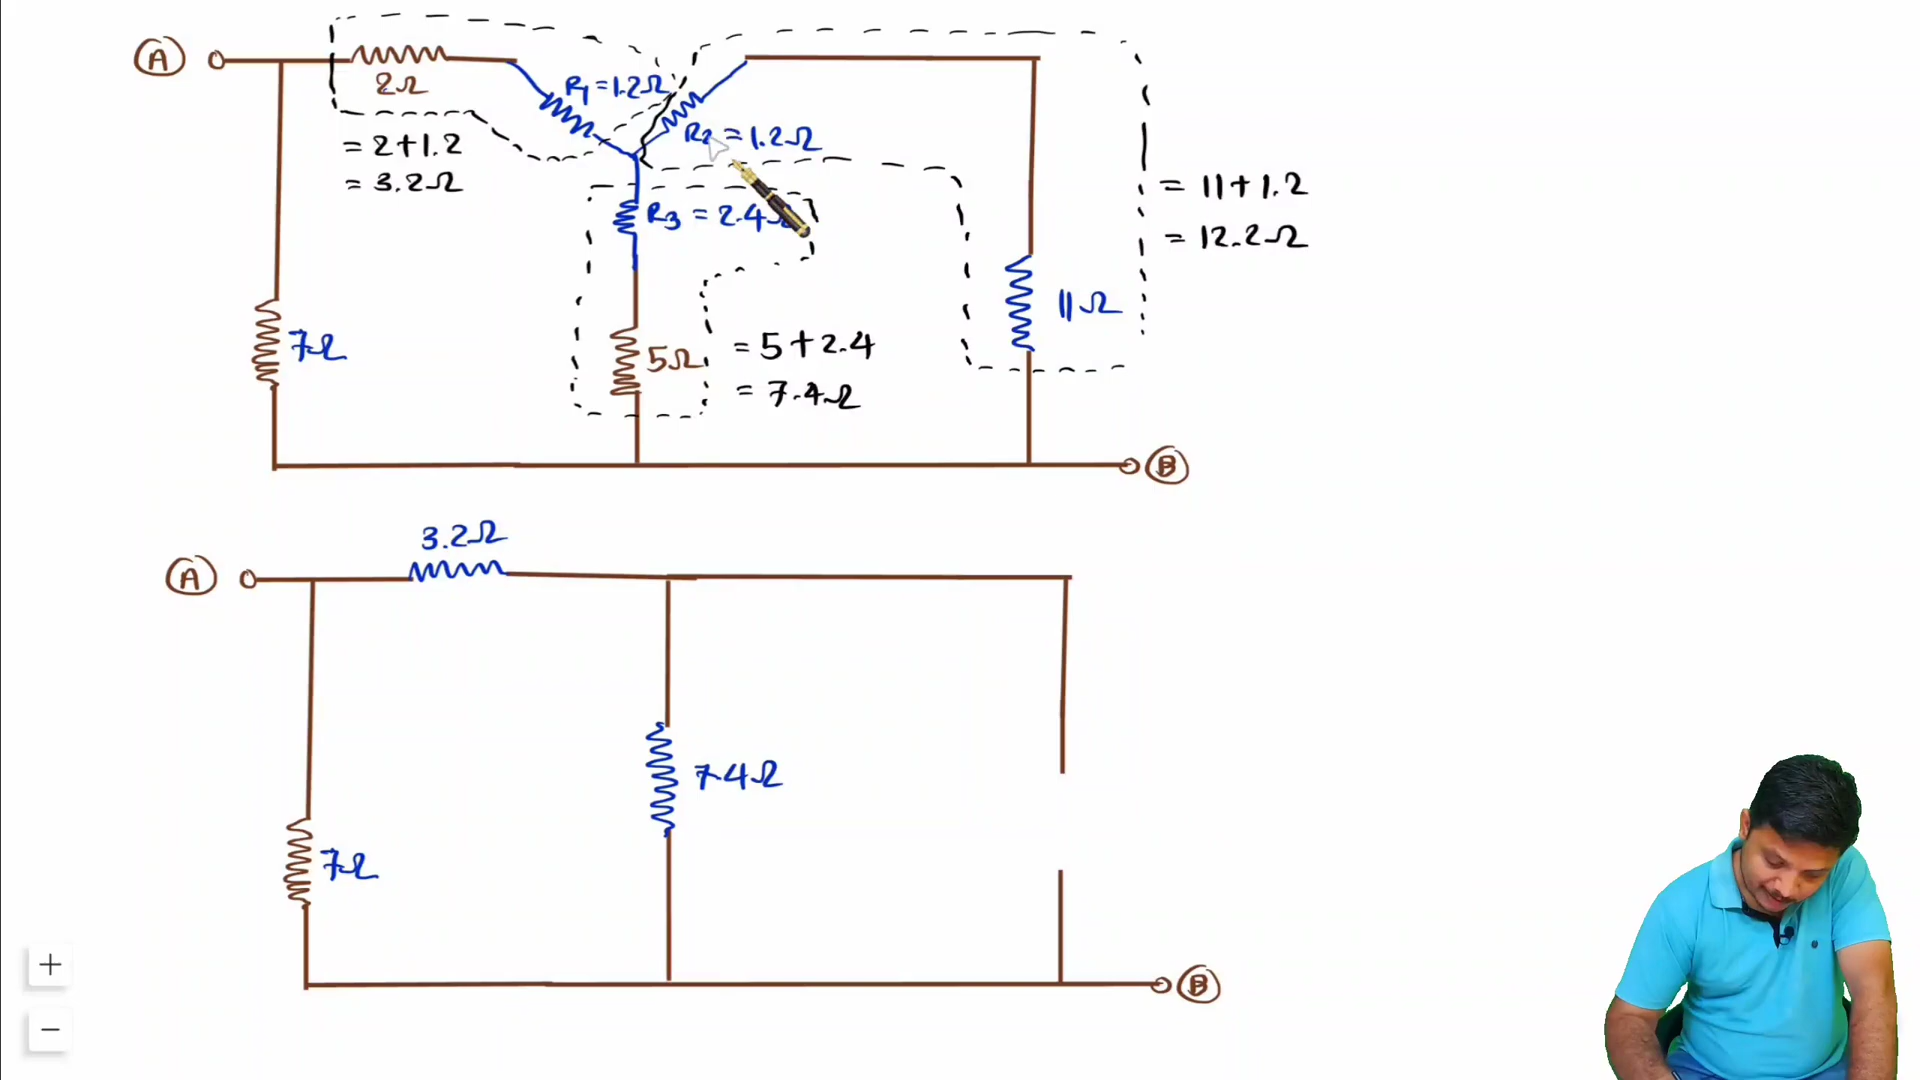 A
2Ω
R1 = 1.2Ω
R2 = 1.2Ω
= 2+1.2
= 3.2Ω
R3 = 2.4Ω
= 11+1.2
= 12.2Ω
11Ω
7Ω
5Ω
= 5+2.4
= 7.4Ω
B
3.2Ω
A
7.4Ω
7Ω
B
+
−